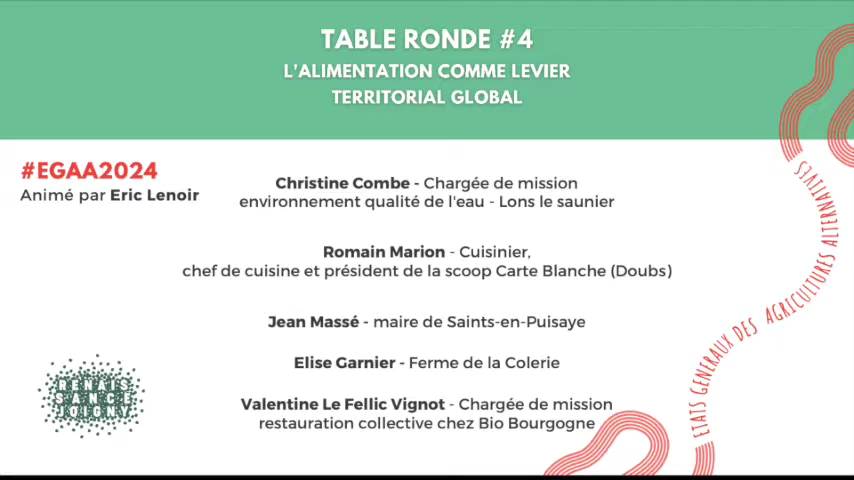 TABLE RONDE #4
L'ALIMENTATION COMME LEVIER
TERRITORIAL GLOBAL
#EGAA2024
Animé par Eric Lenoir
Christine Combe - Chargée de mission
environnement qualité de l'eau - Lons le saunier
Romain Marion - Cuisinier,
chef de cuisine et président de la scoop Carte Blanche (Doubs)
Jean Massé - maire de Saints-en-Puisaye
Elise Garnier - Ferme de la Colerie
Valentine Le Fellic Vignot - Chargée de mission
restauration collective chez Bio Bourgogne
RENAIS
SANCE
JOIGNY
ETATS GENERAUX DES AGRICULTURES ALTERNATIVES